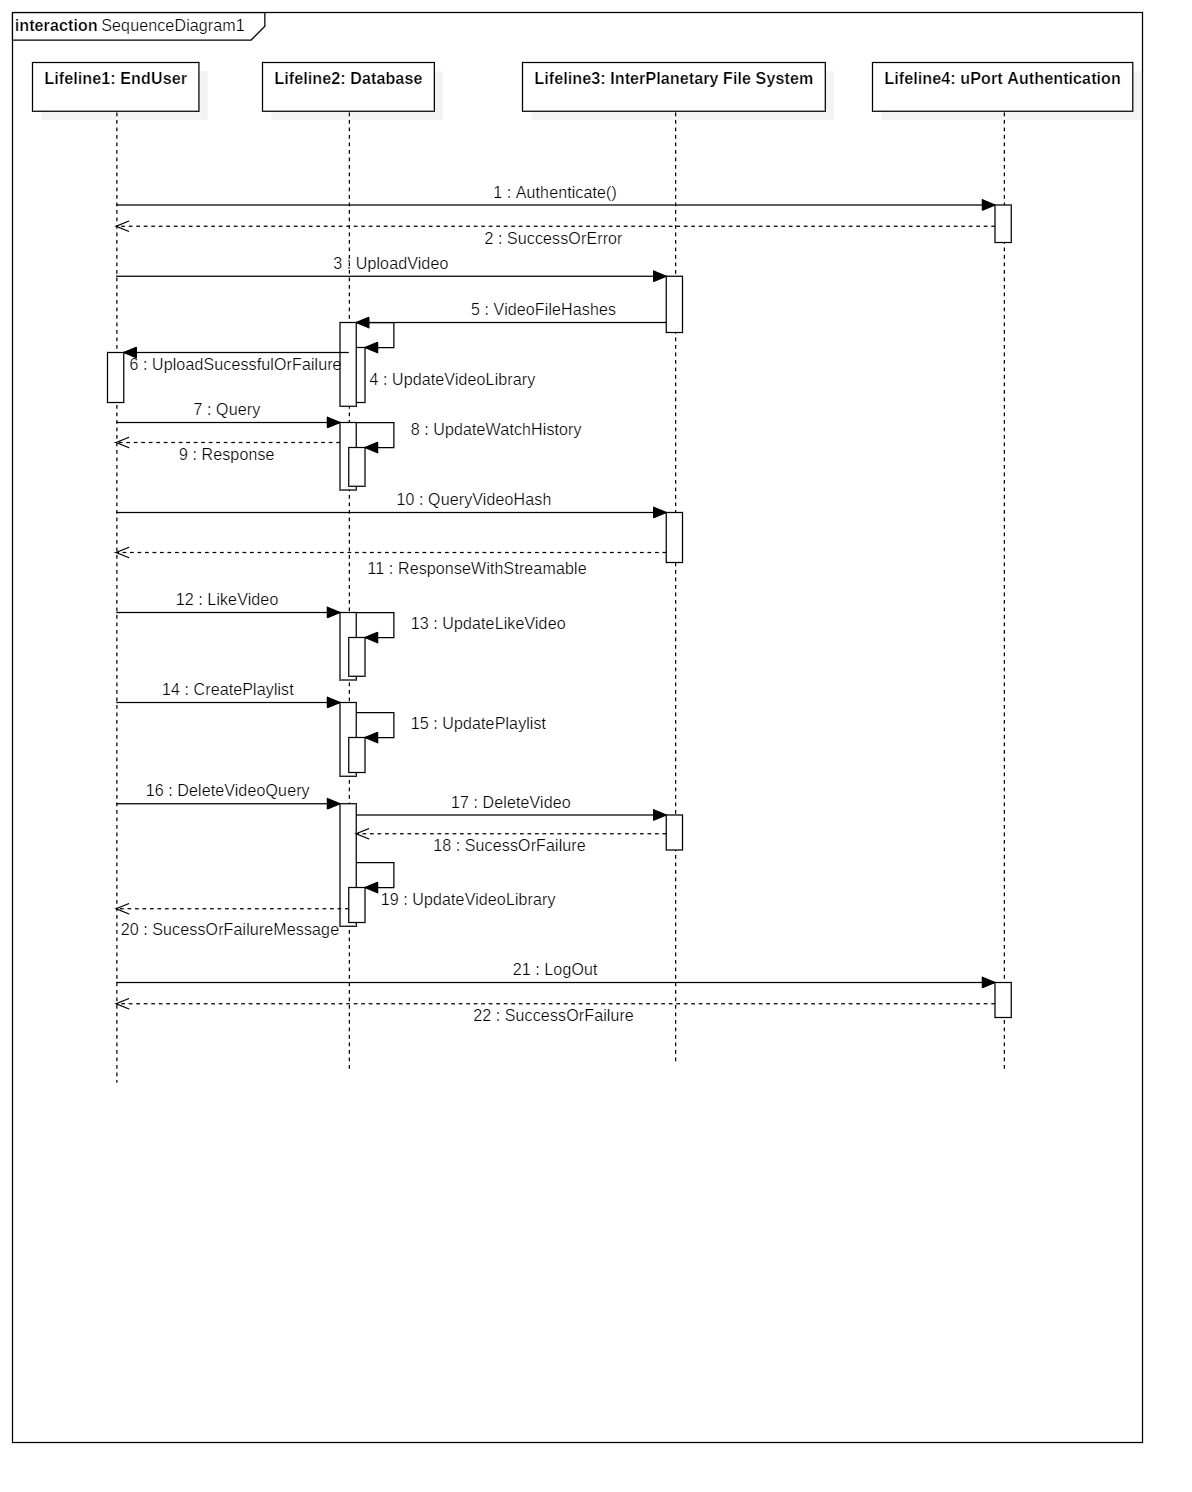 interaction SequenceDiagram1
Lifeline1: EndUser
Lifeline2: Database
Lifeline3: InterPlanetary File System
Lifeline4: uPort Authentication
1 : Authenticate()
2 : SuccessOrError
3 : UploadVideo
5 : VideoFileHashes
6 : UploadSucessfulOrFailure
4 : UpdateVideoLibrary
7 : Query
8 : UpdateWatchHistory
9 : Response
10 : QueryVideoHash
11 : ResponseWithStreamable
12 : LikeVideo
13 : UpdateLikeVideo
14 : CreatePlaylist
15 : UpdatePlaylist
16 : DeleteVideoQuery
17 : DeleteVideo
18 : SucessOrFailure
19 : UpdateVideoLibrary
20 : SucessOrFailureMessage
21 : LogOut
22 : SuccessOrFailure